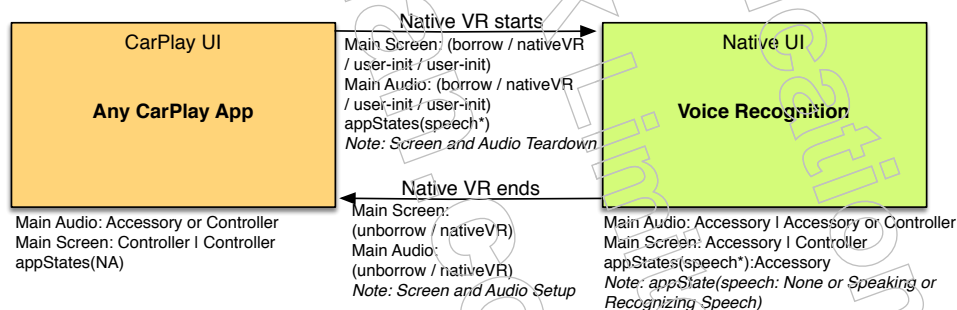 CarPlay UI
Any CarPlay App
Main Audio: Accessory or Controller
Main Screen: Controller | Controller
appStates(NA)
Native VR starts
Main Screen: (borrow / nativeVR
/ user-init / user-init)
Main Audio: (borrow / nativeVR
/ user-init / user-init)
appStates(speech*)
Note: Screen and Audio Teardown
Native VR ends
Main Screen:
(unborrow / nativeVR)
Main Audio:
(unborrow / nativeVR)
Note: Screen and Audio Setup
Native UI
Voice Recognition
Main Audio: Accessory | Accessory or Controller
Main Screen: Accessory | Controller
appStates(speech*):Accessory
Note: appState(speech: None or Speaking or
Recognizing Speech)